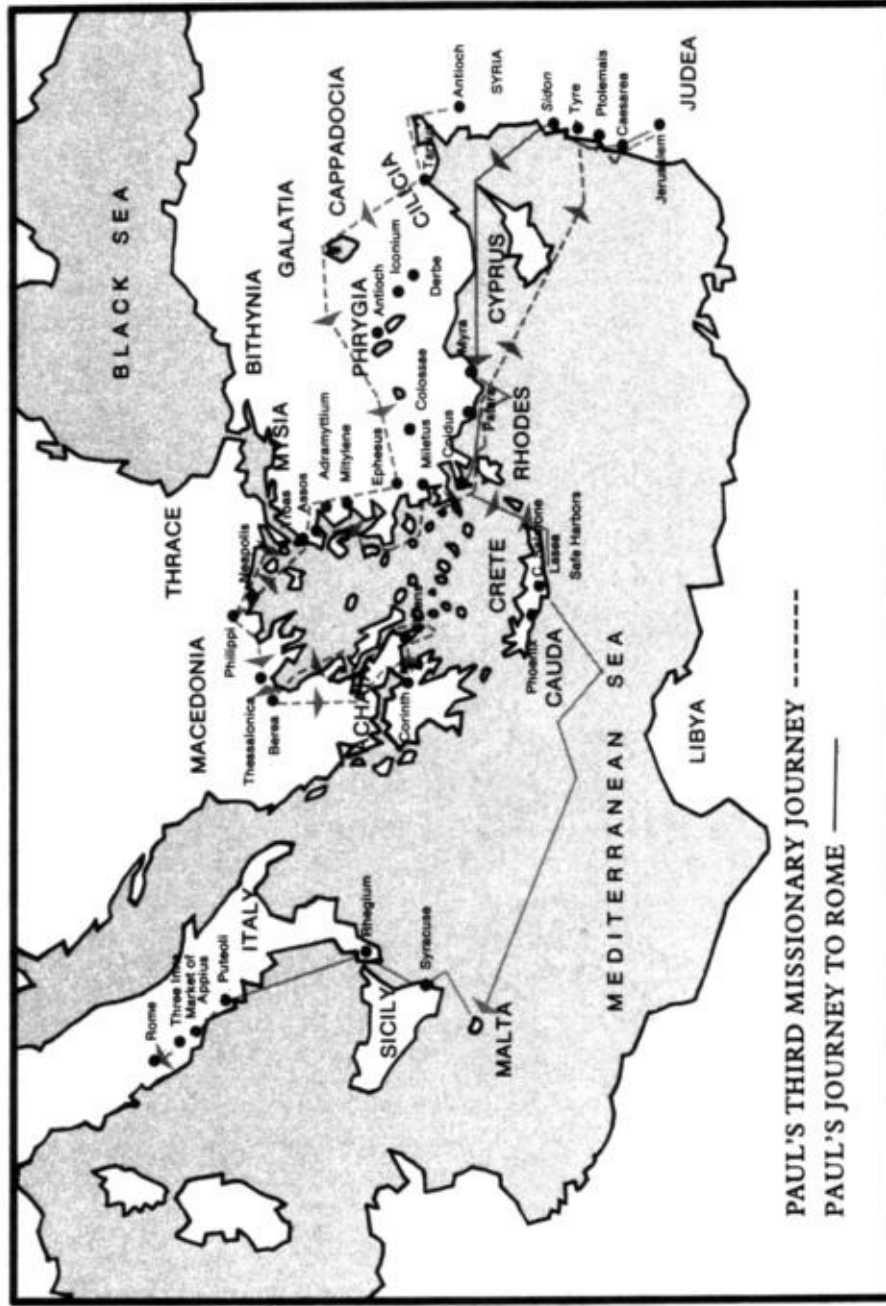 BLACK SEA
THRACE
BITHYNIA
MACEDONIA
GALATIA
CAPPADOCIA
MYSIA
PHRYGIA
CILICIA
Antioch
SYRIA
Philippi
Neapolis
Troas
Assos
Adramyttium
Mitylene
Ephesus
Miletus
Colossae
Antioch
Iconium
Derbe
Thessalonica
Berea
Corinth
Cnidus
Patara
Myra
RHODES
CYPRUS
Sidon
Tyre
Ptolemais
Caesarea
Jerusalem
JUDEA
CRETE
Phoenix
Lasea
Safe Harbors
CAUDA
Rome
Three Inns
Market of
Appius
Puteoli
ITALY
Rhegium
SICILY
Syracuse
MALTA
MEDITERRANEAN SEA
LIBYA
PAUL'S THIRD MISSIONARY JOURNEY
PAUL'S JOURNEY TO ROME